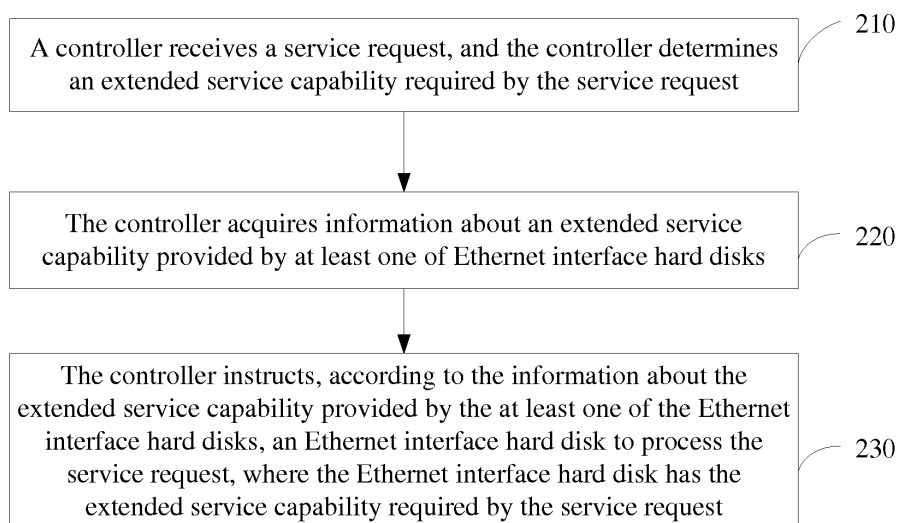 210
A controller receives a service request, and the controller determines
an extended service capability required by the service request
The controller acquires information about an extended service
capability provided by at least one of Ethernet interface hard disks
220
The controller instructs, according to the information about the
extended service capability provided by the at least one of the Ethernet
interface hard disks, an Ethernet interface hard disk to process the
service request, where the Ethernet interface hard disk has the
extended service capability required by the service request
230